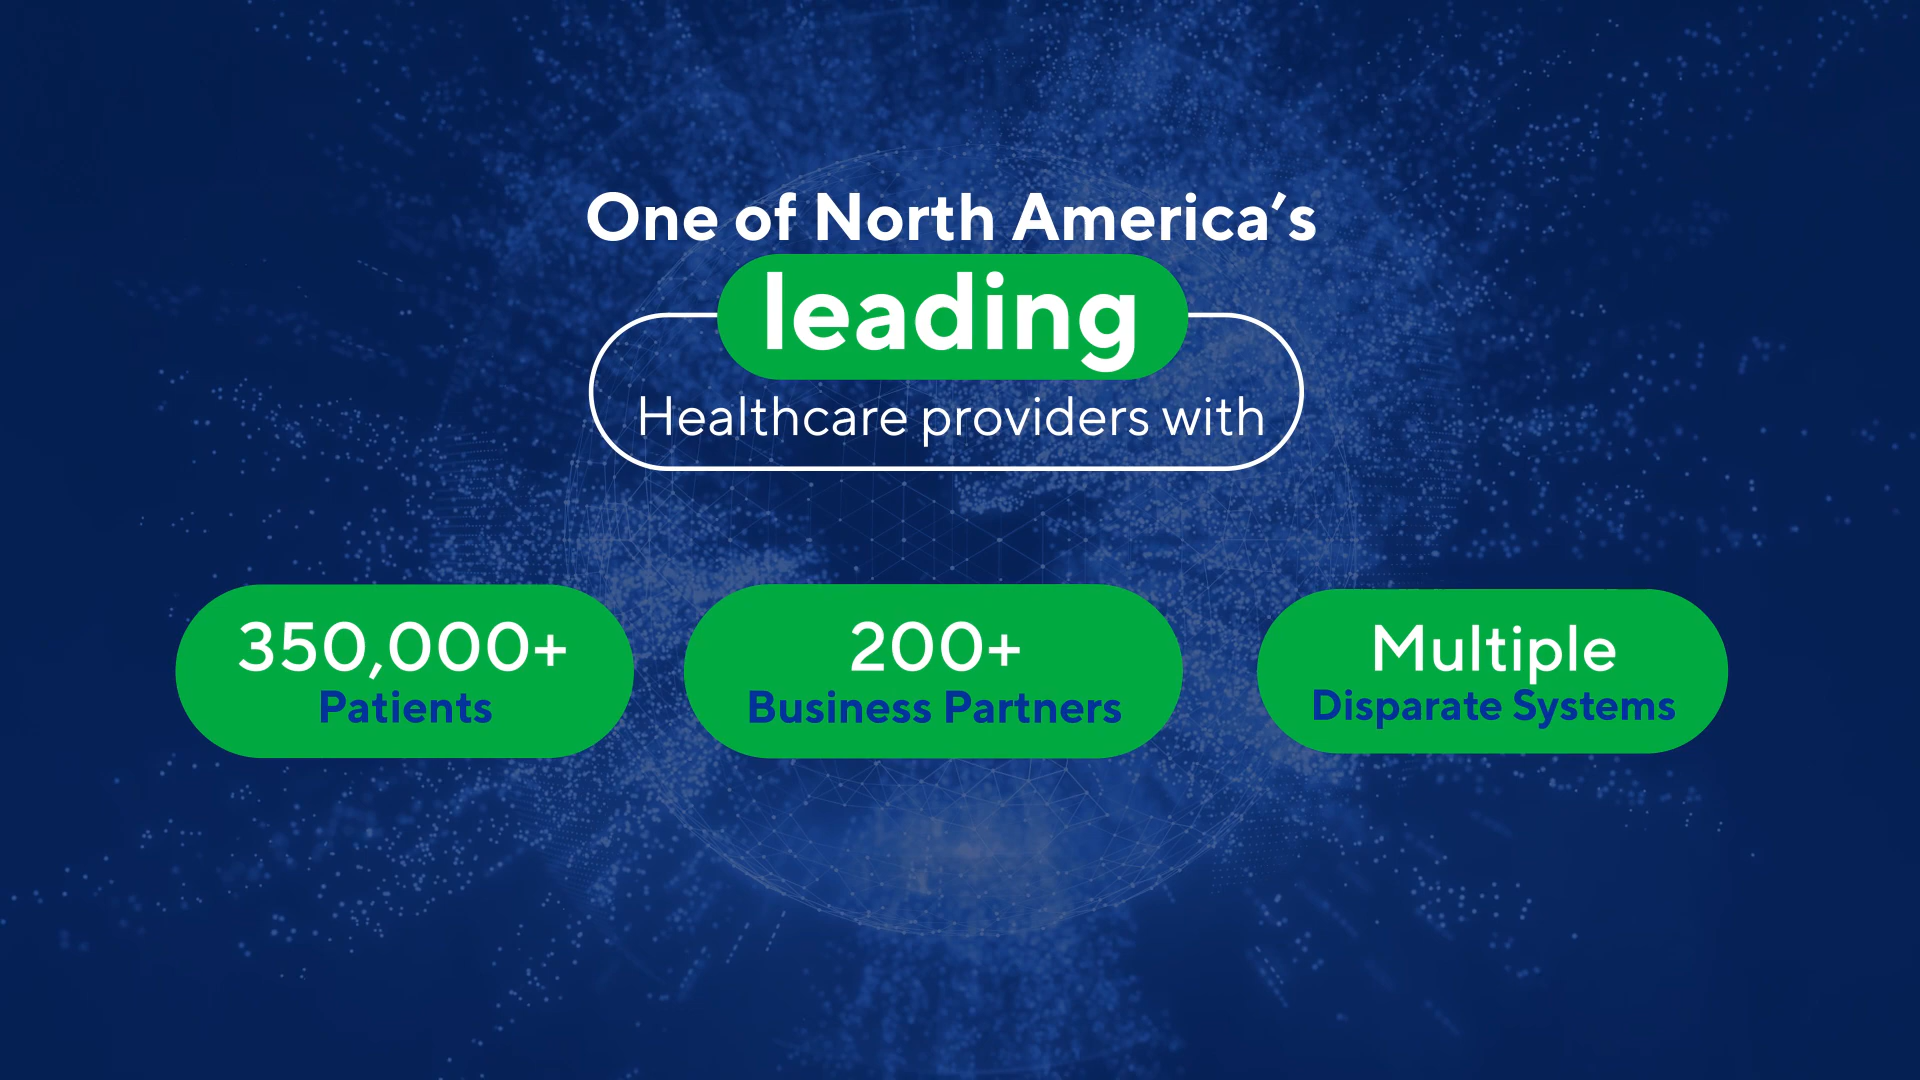 One of North America’s
leading
Healthcare providers with
350,000+
Patients
200+
Business Partners
Multiple
Disparate Systems